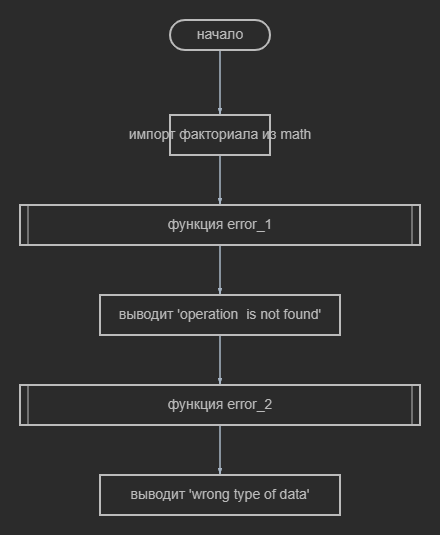 начало
импорт факториала из math
функция error_1
выводит 'operation  is not found'
функция error_2
выводит 'wrong type of data'